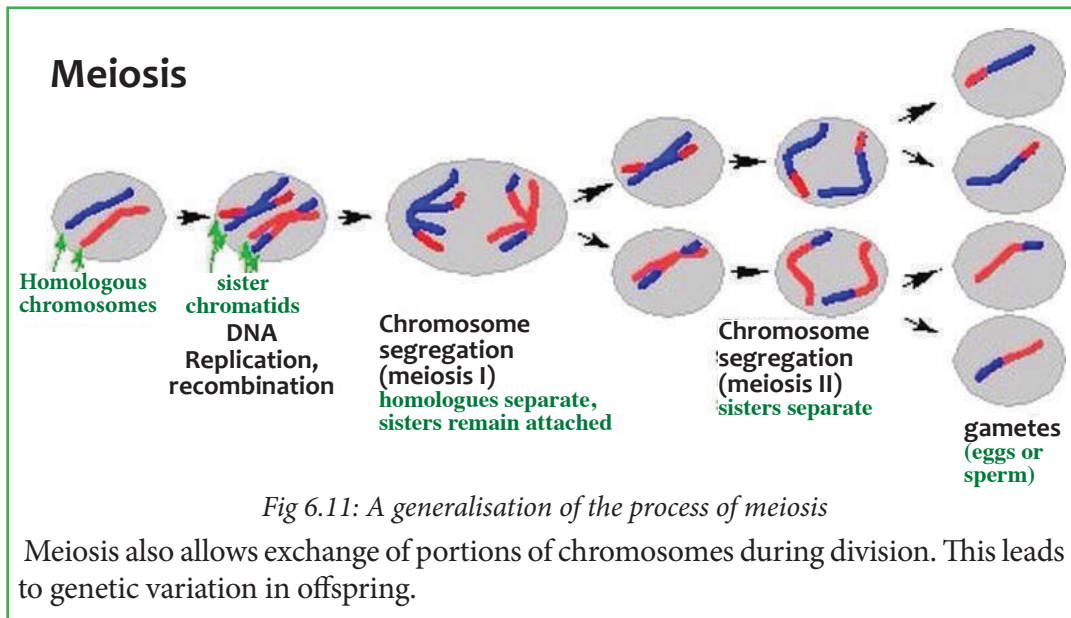 Meiosis
Homologous
chromosomes
sister
chromatids
DNA
Replication,
recombination
Chromosome
segregation
(meiosis I)
homologues separate,
sisters remain attached
Chromosome
segregation
(meiosis II)
sisters separate
gametes
(eggs or
sperm)
Fig 6.11: A generalisation of the process of meiosis
Meiosis also allows exchange of portions of chromosomes during division. This leads
to genetic variation in offspring.